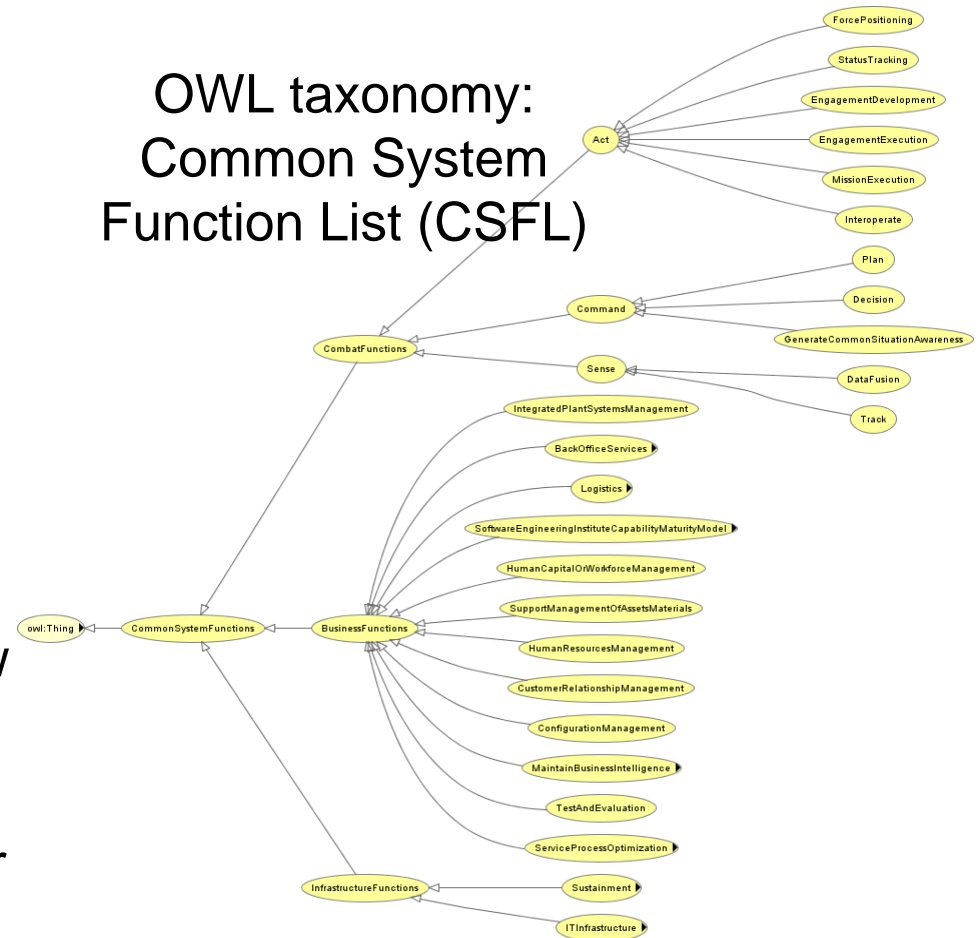 OWL taxonomy:
Common System
Function List (CSFL)
ForcePositioning
StatusTracking
EngagementDevelopment
Act
EngagementExecution
MissionExecution
Interoperate
Plan
Decision
Command
GenerateCommonSituationAwareness
CombatFunctions
Sense
DataFusion
Track
IntegratedPlantSystemsManagement
BackOfficeServices
Logistics
SoftwareEngineeringInstituteCapabilityMaturityModel
HumanCapitalOrWorkforceManagement
SupportManagementOfAssetsMaterials
owl:Thing
CommonSystemFunctions
BusinessFunctions
HumanResourcesManagement
CustomerRelationshipManagement
ConfigurationManagement
MaintainBusinessIntelligence
TestAndEvaluation
ServiceProcessOptimization
InfrastructureFunctions
Sustainment
ITInfrastructure